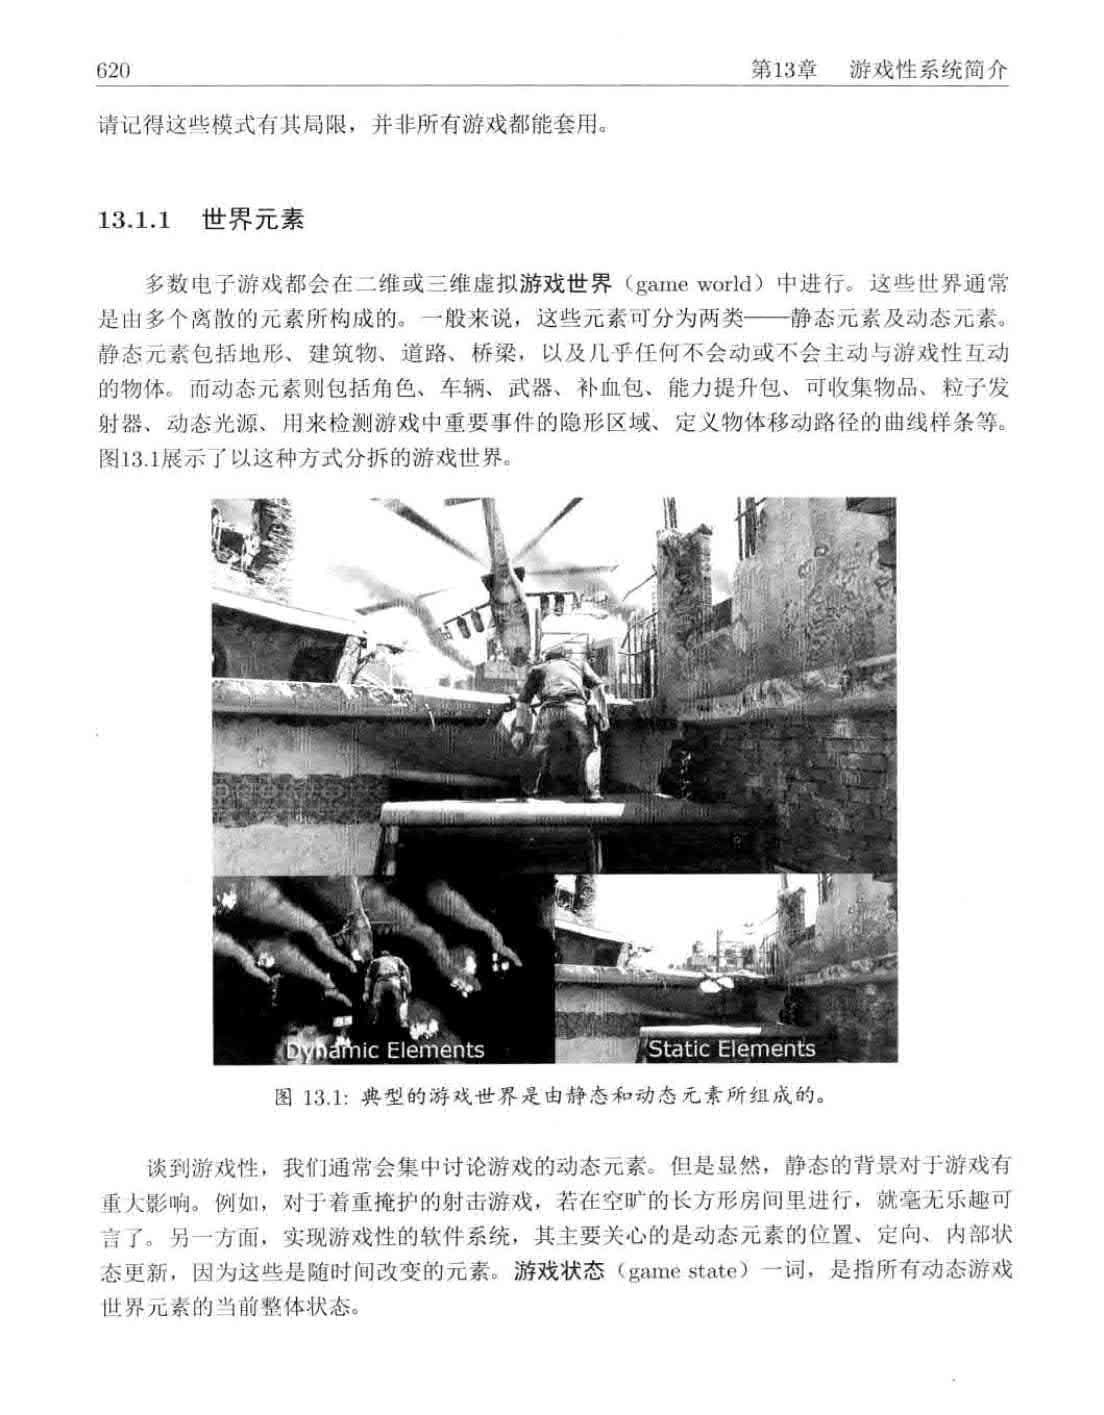 620
第13章 游戏性系统简介
请记得这些模式有其局限，并非所有游戏都能套用。
13.1.1 世界元素
多数电子游戏都会在二维或三维虚拟游戏世界（game world）中进行。这些世界通常
是由多个离散的元素所构成的。一般来说，这些元素可分为两类——静态元素及动态元素。
静态元素包括地形、建筑物、道路、桥梁，以及几乎任何不会动或不会主动与游戏性互动
的物体。而动态元素则包括角色、车辆、武器、补血包、能力提升包、可收集物品、粒子发
射器、动态光源、用来检测游戏中重要事件的隐形区域、定义物体移动路径的曲线样条等。
图13.1展示了以这种方式分拆的游戏世界。
Dynamic Elements
Static Elements
图 13.1: 典型的游戏世界是由静态和动态元素所组成的。
谈到游戏性，我们通常会集中讨论游戏的动态元素。但是显然，静态的背景对于游戏有
重大影响。例如，对于着重掩护的射击游戏，若在空旷的长方形房间里进行，就毫无乐趣可
言了。另一方面，实现游戏性的软件系统，其主要关心的是动态元素的位置、定向、内部状
态更新，因为这些是随时间改变的元素。游戏状态（game state）一词，是指所有动态游戏
世界元素的当前整体状态。